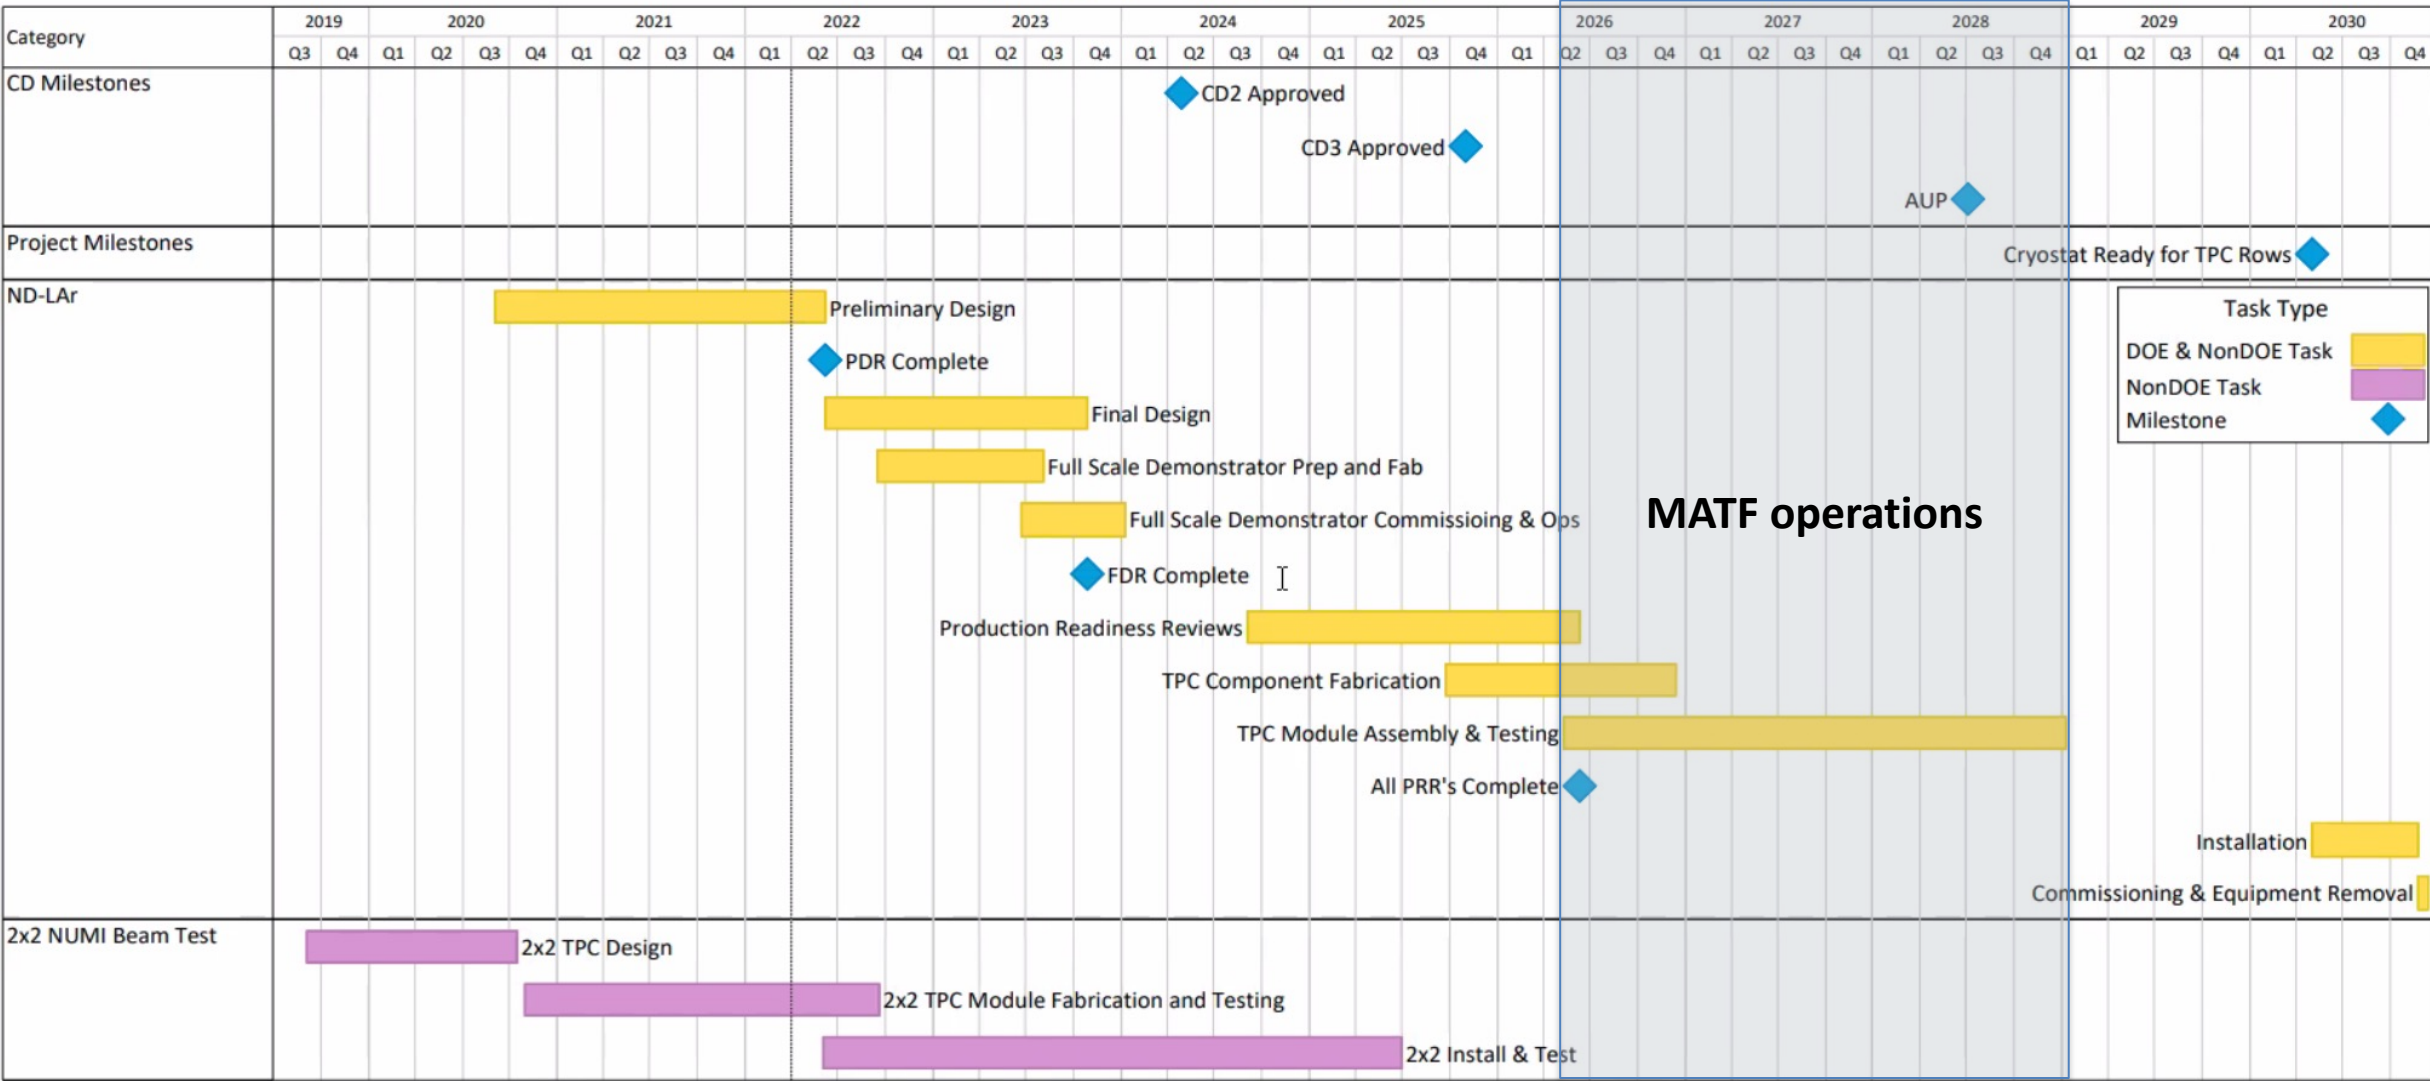 2019 2020 2021 2022 2023 2024 2025 2026 2027 2028 2029 2030
Category
Q3 Q4 Q1 Q2 Q3 Q4 Q1 Q2 Q3 Q4 Q1 Q2 Q3 Q4 Q1 Q2 Q3 Q4 Q1 Q2 Q3 Q4 Q1 Q2 Q3 Q4 Q1 Q2 Q3 Q4 Q1 Q2 Q3 Q4 Q1 Q2 Q3 Q4 Q1 Q2 Q3 Q4 Q1 Q2 Q3 Q4
CD Milestones
CD2 Approved
CD3 Approved
AUP
Project Milestones
Cryostat Ready for TPC Rows
ND-LAr
Preliminary Design
Task Type
DOE & NonDOE Task
NonDOE Task
Milestone
PDR Complete
Final Design
Full Scale Demonstrator Prep and Fab
Full Scale Demonstrator Commissioing & Ops
MATF operations
FDR Complete
Production Readiness Reviews
TPC Component Fabrication
TPC Module Assembly & Testing
All PRR's Complete
Installation
Commissioning & Equipment Removal
2x2 NUMI Beam Test
2x2 TPC Design
2x2 TPC Module Fabrication and Testing
2x2 Install & Test